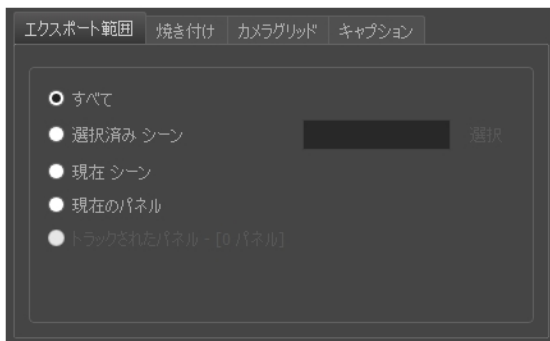 エクスポート範囲 焼き付け カメラグリッド キャプション
すべて
選択済み シーン 選択
現在 シーン
現在のパネル
トラックされたパネル - [0 パネル]